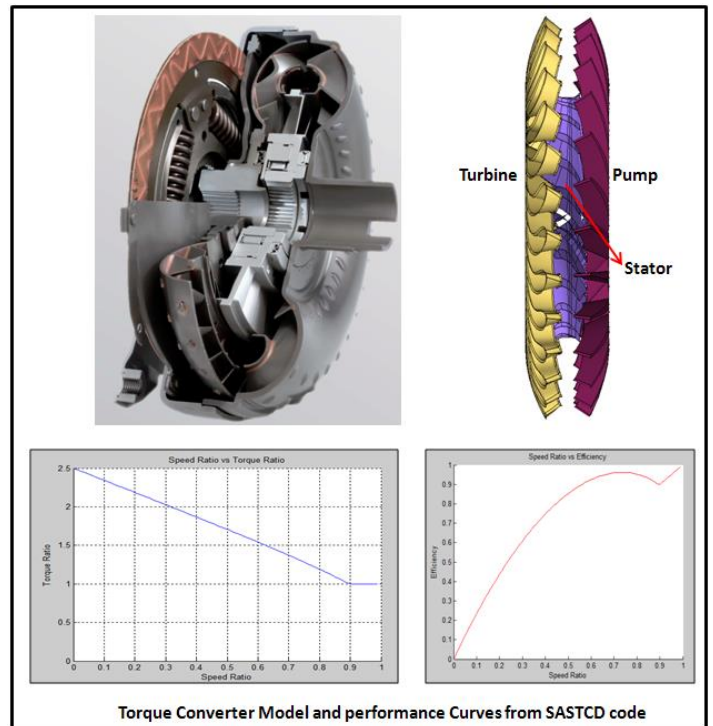 Turbine
Pump
Stator
Speed Ratio vs Torque Ratio
2.5
2
1.5
1
0.5
0
Torque Ratio
0 0.1 0.2 0.3 0.4 0.5 0.6 0.7 0.8 0.9 1
Speed Ratio
Speed Ratio vs Efficiency
1
0.9
0.8
0.7
0.6
0.5
0.4
0.3
0.2
0.1
0
Efficiency
0 0.1 0.2 0.3 0.4 0.5 0.6 0.7 0.8 0.9 1
Speed Ratio
Torque Converter Model and performance Curves from SASTCD code